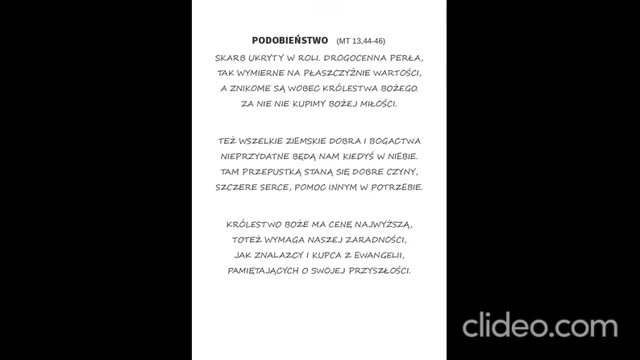 PODOBIEŃSTWO (MT 13,44-46)
SKARB UKRYTY W ROLI. DROGOCENNA PERŁA,
TAK WYMIERNE NA PŁASZCZYŹNIE WARTOŚCI,
A ZNIKOME SĄ WOBEC KRÓLESTWA BOŻEGO.
ZA NIE NIE KUPIMY BOŻEJ MIŁOŚCI.
TEŻ WSZELKIE ZIEMSKIE DOBRA I BOGACTWA
NIEPRZYDATNE BĘDĄ NAM KIEDYŚ W NIEBIE.
TAM PRZEPUSTKĄ STANĄ SIĘ DOBRE CZYNY,
SZCZERE SERCE, POMOC INNYM W POTRZEBIE.
KRÓLESTWO BOŻE MA CENĘ NAJWYŻSZĄ,
TOTEŻ WYMAGA NASZEJ ZARADNOŚCI,
JAK ZNALAZCY I KUPCA Z EWANGELII,
PAMIĘTAJĄCYCH O SWOJEJ PRZYSZŁOŚCI.
clideo.com